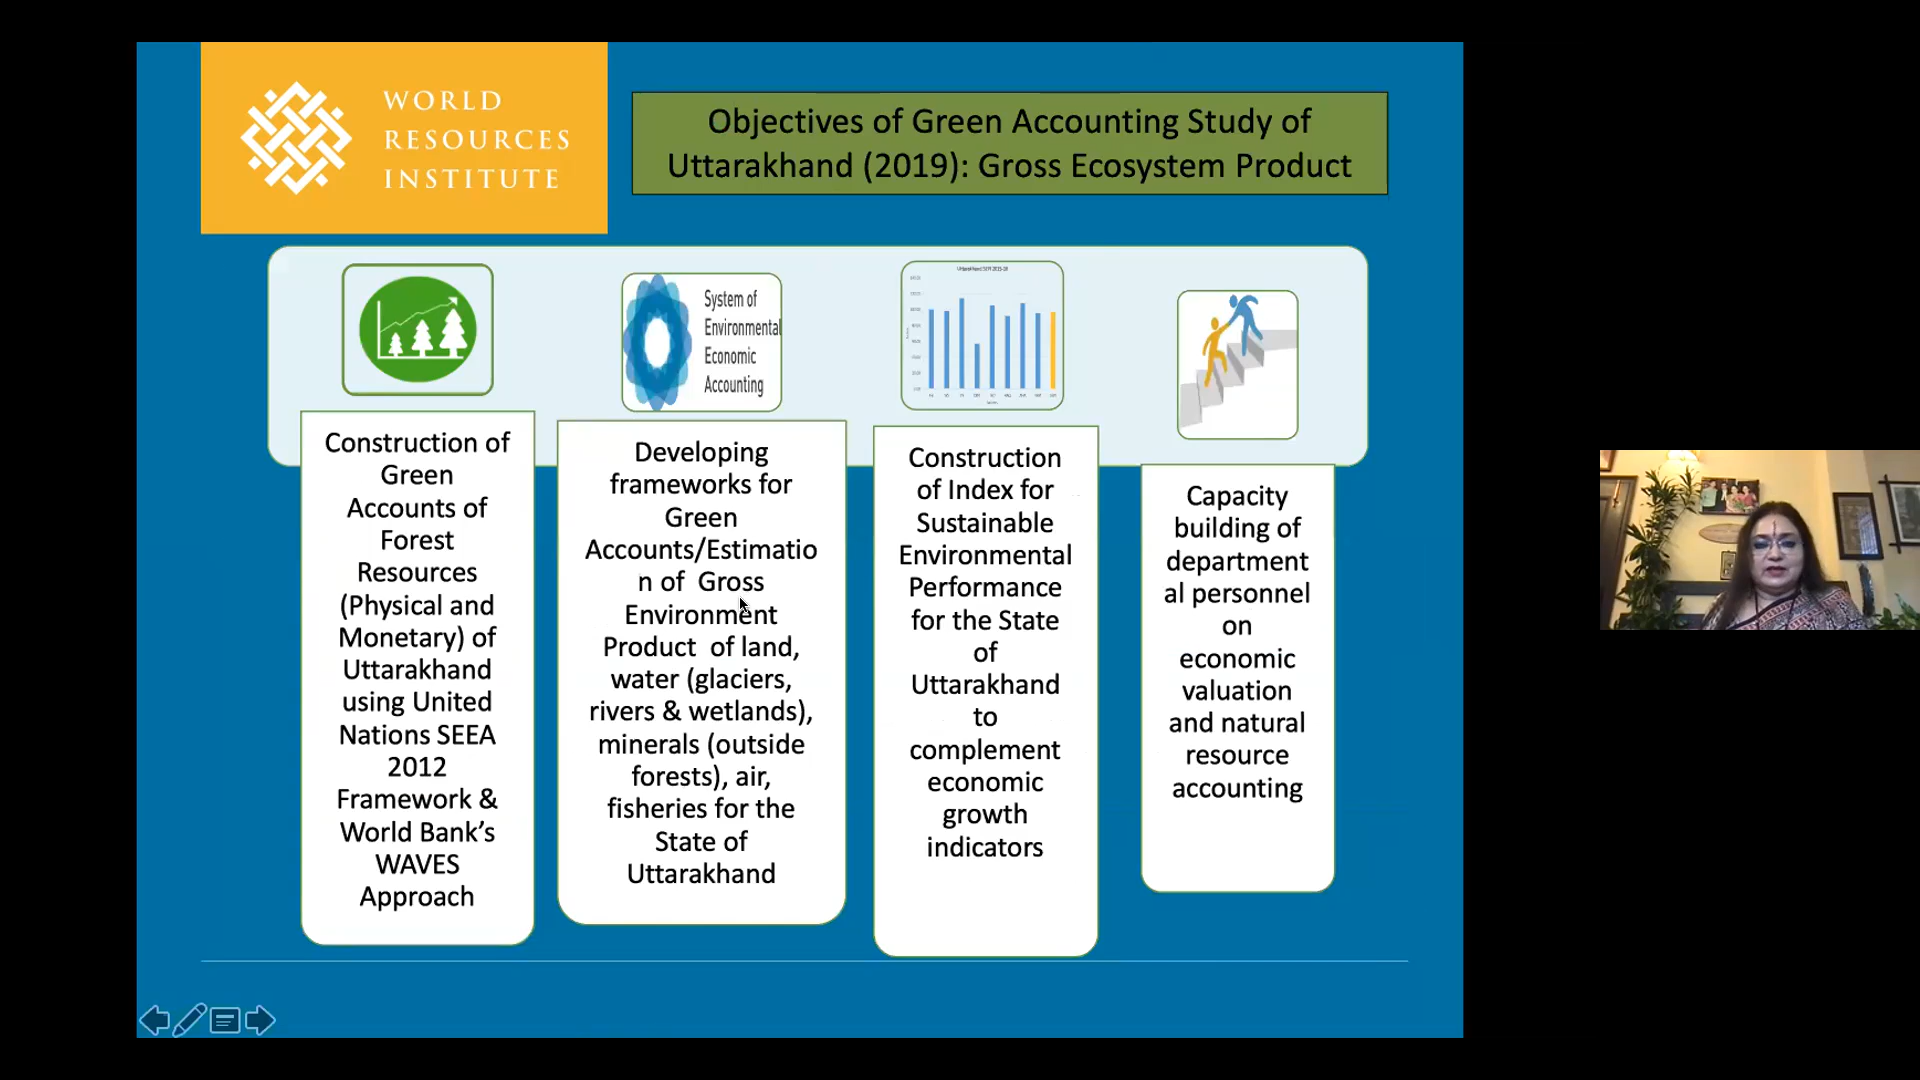 WORLD
RESOURCES
INSTITUTE
Objectives of Green Accounting Study of
Uttarakhand (2019): Gross Ecosystem Product
System of
Environmental
Economic
Accounting
Construction of
Green
Accounts of
Forest
Resources
(Physical and
Monetary) of
Uttarakhand
using United
Nations SEEA
2012
Framework &
World Bank’s
WAVES
Approach
Developing
frameworks for
Green
Accounts/Estimatio
n of  Gross
Environment
Product  of land,
water (glaciers,
rivers & wetlands),
minerals (outside
forests), air,
fisheries for the
State of
Uttarakhand
Construction
of Index for
Sustainable
Environmental
Performance
for the State
of
Uttarakhand
to
complement
economic
growth
indicators
Capacity
building of
department
al personnel
on
economic
valuation
and natural
resource
accounting